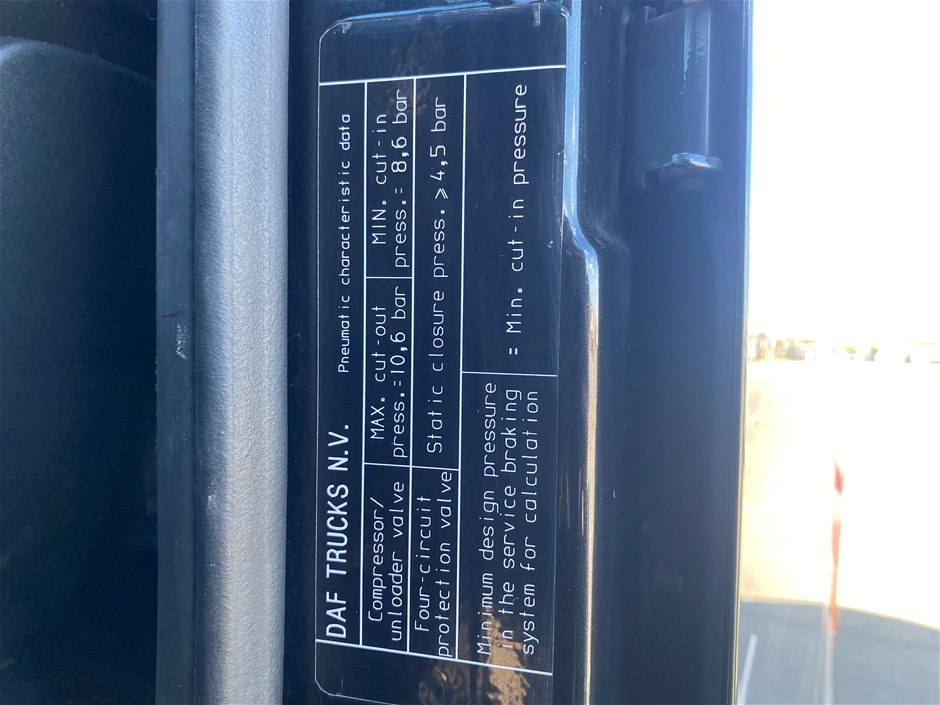 DAF TRUCKS N.V. Pneumatic characteristic data
Compressor/
unloader valve
MAX. cut-out
press.=10,6 bar
MIN. cut-in
press.= 8,6 bar
Four-circuit
protection valve
Static closure press. ⩾ 4,5 bar
Minimum design pressure
in the service braking
system for calculation
= Min. cut-in pressure